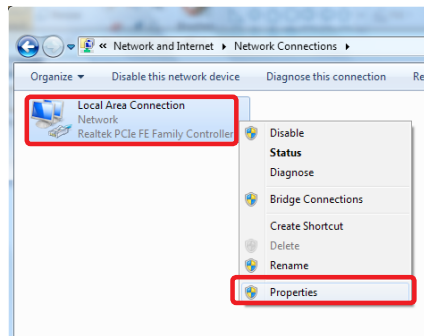 « Network and Internet ▸ Network Connections ▸
Organize ▾ Disable this network device Diagnose this connection Re
Local Area Connection
Network
Realtek PCIe FE Family Controller
Disable
Status
Diagnose
Bridge Connections
Create Shortcut
Delete
Rename
Properties